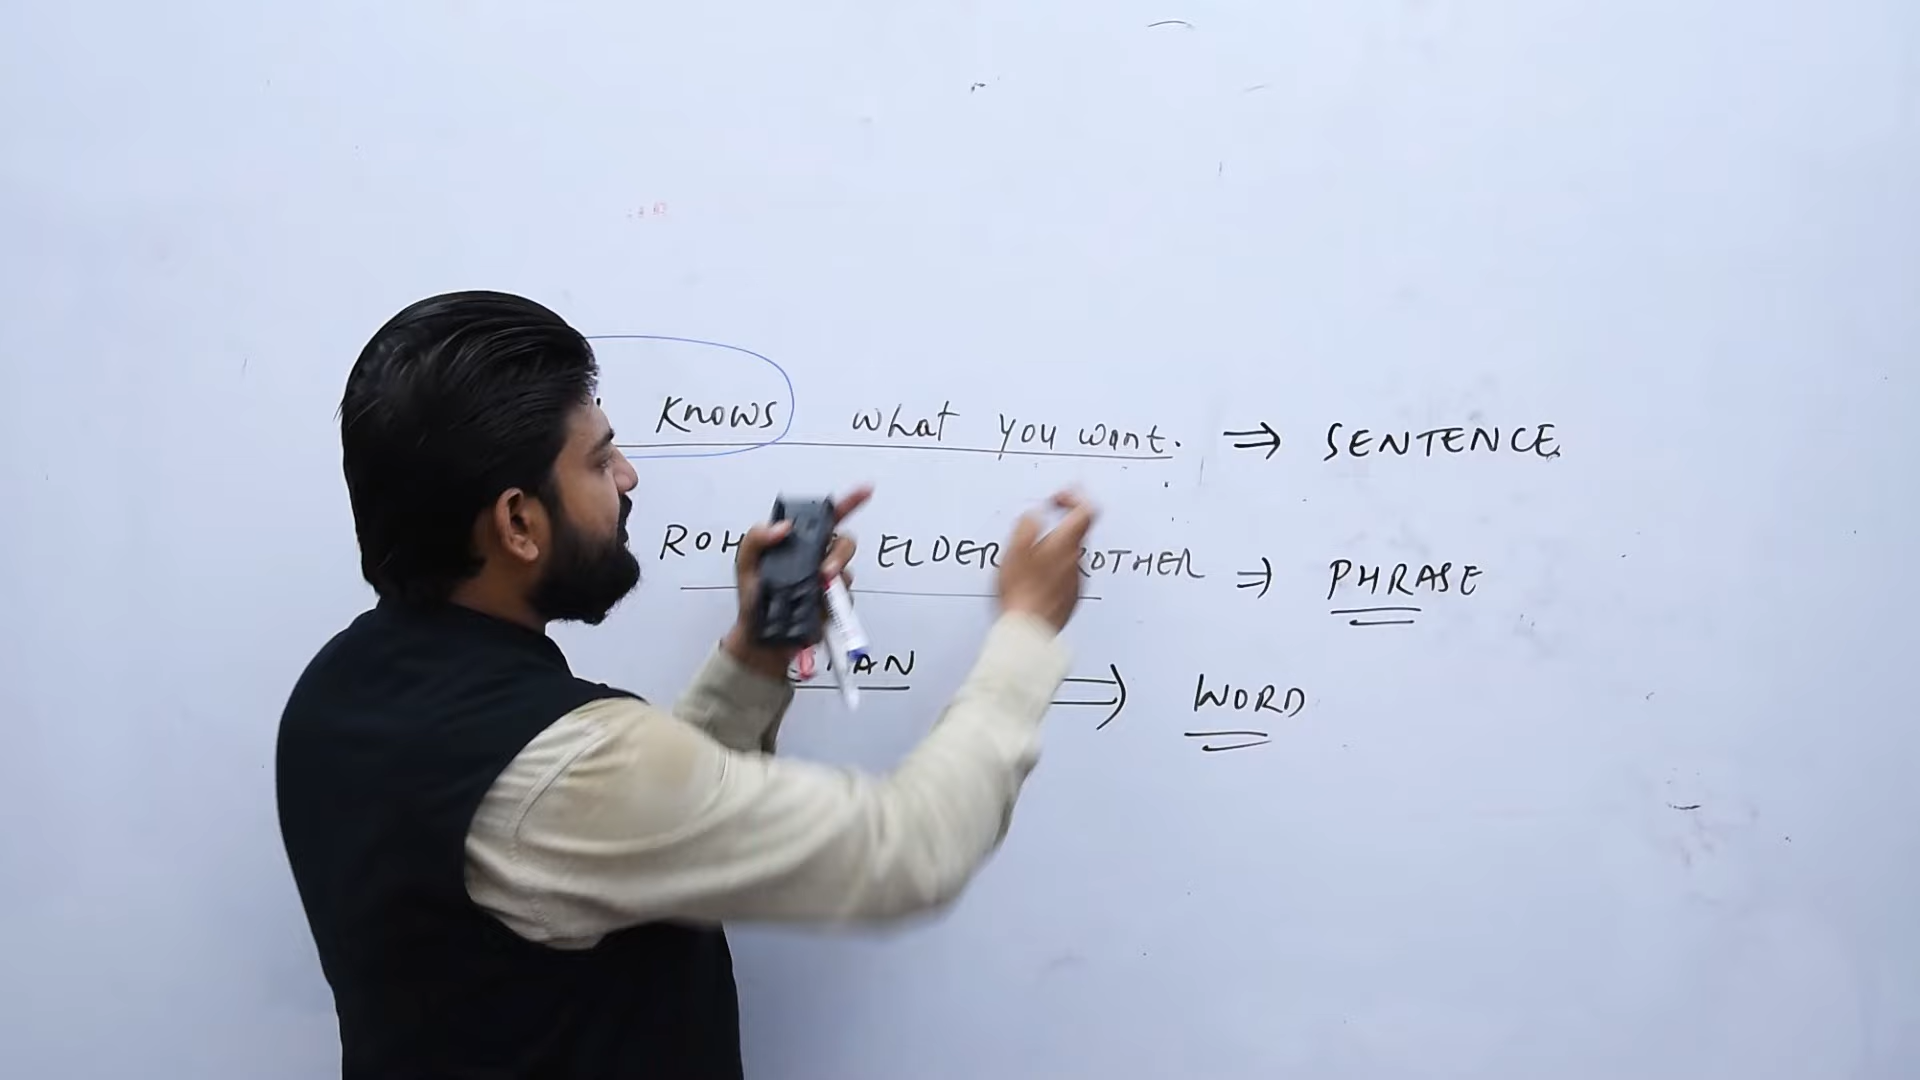 Knows what you want. ⇒ SENTENCE
ELDER ⇒ PHRASE
⇒ WORD